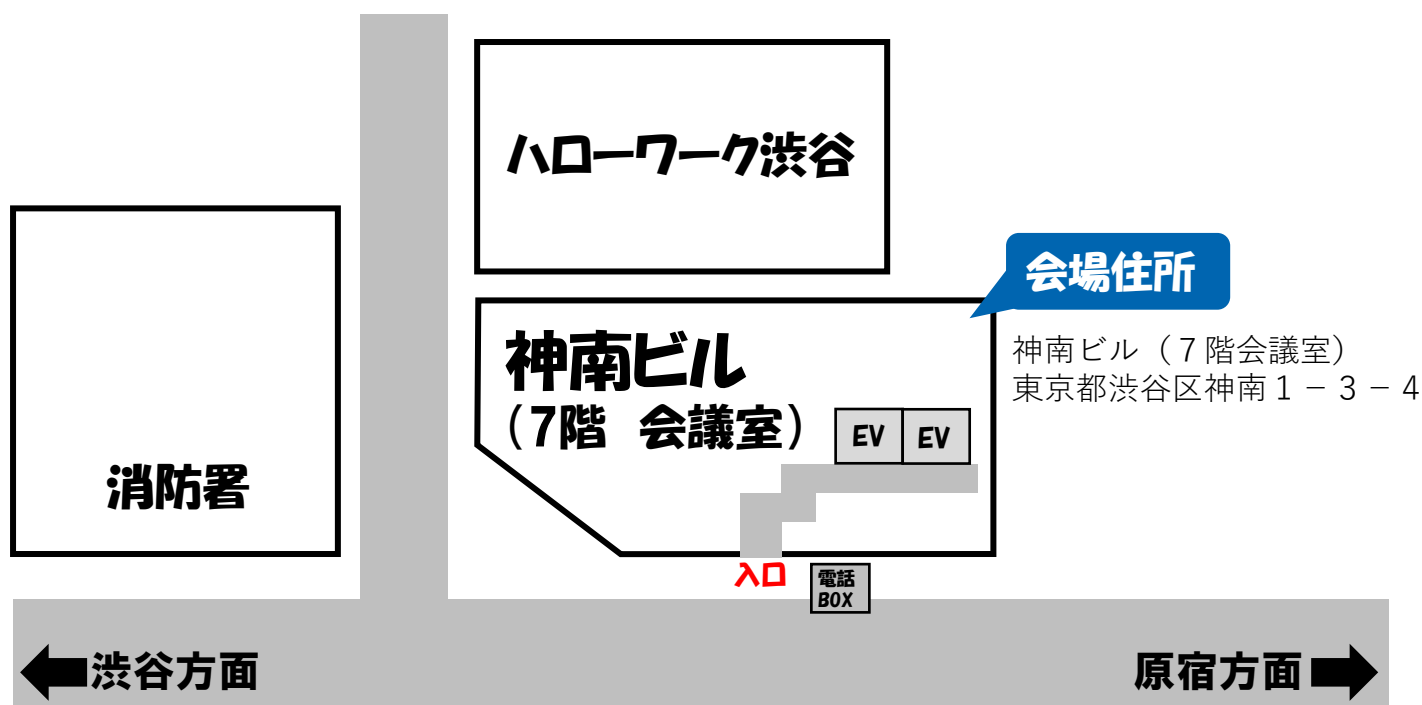 ハローワーク渋谷
会場住所
神南ビル
(7階 会議室)
神南ビル（７階会議室）
東京都渋谷区神南１－３－４
EV EV
消防署
入口
電話
BOX
渋谷方面
原宿方面